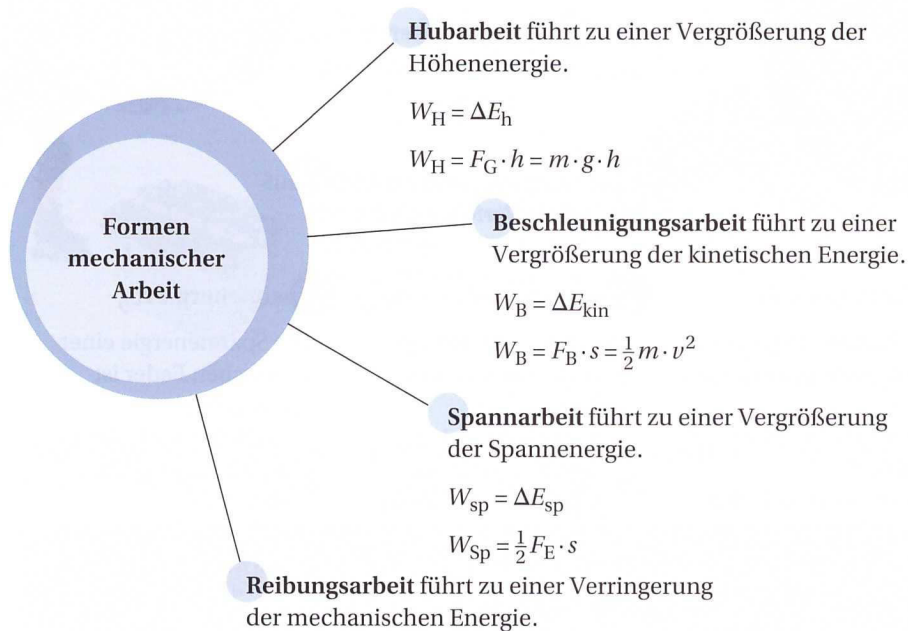 Hubarbeit führt zu einer Vergrößerung der
Höhenenergie.
W_H = ΔE_h
W_H = F_G · h = m · g · h
Formen
mechanischer
Arbeit
Beschleunigungsarbeit führt zu einer
Vergrößerung der kinetischen Energie.
W_B = ΔE_kin
W_B = F_B · s = ½ m · v²
Spannarbeit führt zu einer Vergrößerung
der Spannenergie.
W_sp = ΔE_sp
W_Sp = ½ F_E · s
Reibungsarbeit führt zu einer Verringerung
der mechanischen Energie.